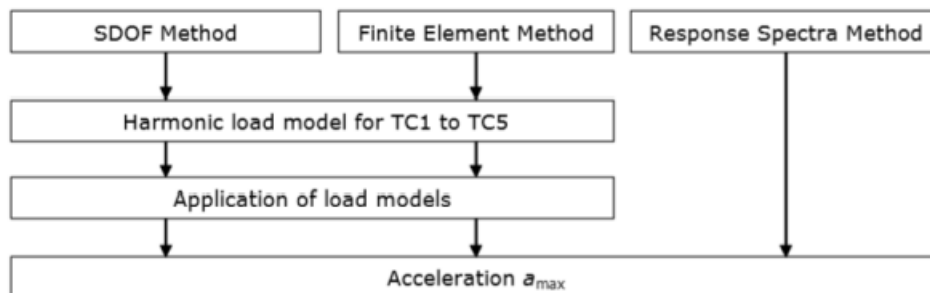 SDOF Method
Finite Element Method
Response Spectra Method
Harmonic load model for TC1 to TC5
Application of load models
Acceleration amax